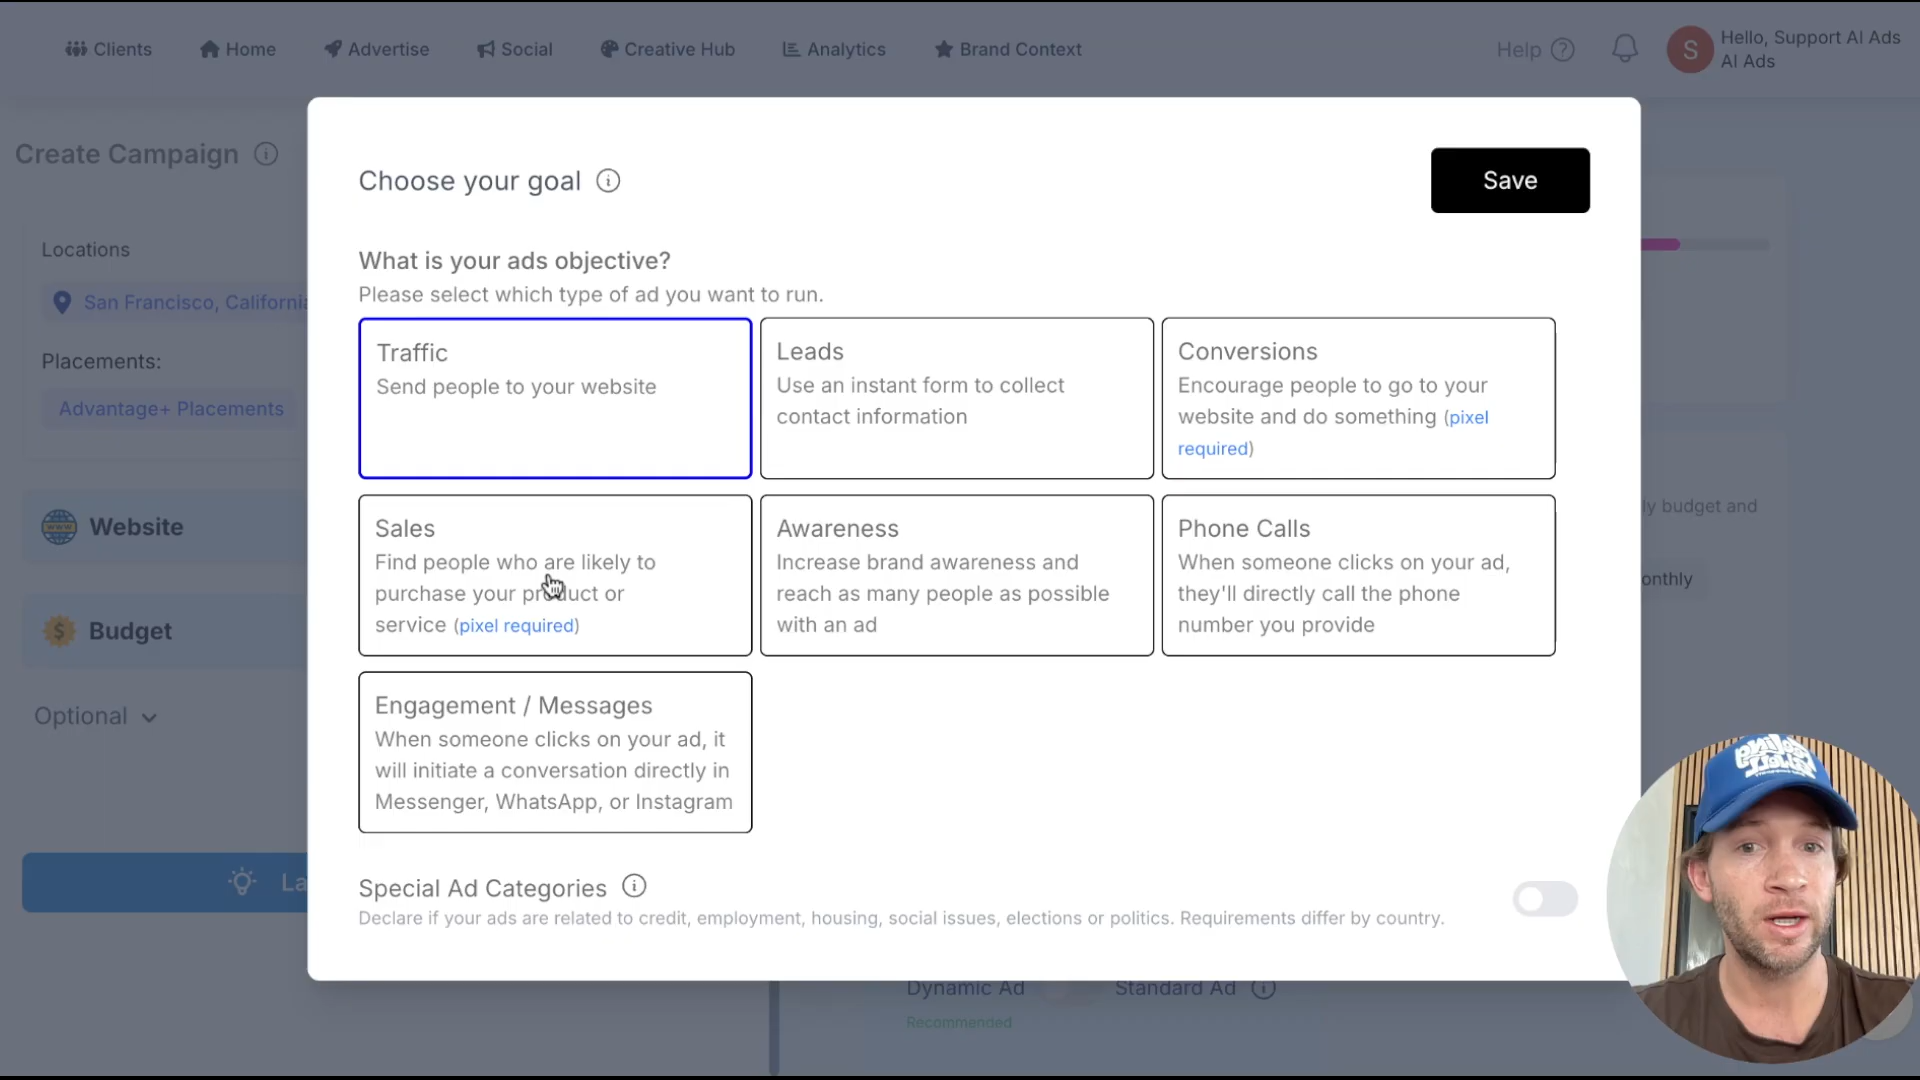 Clients
Home
Advertise
Social
Creative Hub
Analytics
Brand Context
Help
S
Hello, Support AI Ads
AI Ads
Create Campaign
Choose your goal
Save
Locations
San Francisco, California
Placements:
Advantage+ Placements
Website
$
Budget
Optional
La
What is your ads objective?
Please select which type of ad you want to run.
Traffic
Send people to your website
Leads
Use an instant form to collect
contact information
Conversions
Encourage people to go to your
website and do something (pixel
required)
Sales
Find people who are likely to
purchase your product or
service (pixel required)
Awareness
Increase brand awareness and
reach as many people as possible
with an ad
Phone Calls
When someone clicks on your ad,
they'll directly call the phone
number you provide
Engagement / Messages
When someone clicks on your ad, it
will initiate a conversation directly in
Messenger, WhatsApp, or Instagram
Special Ad Categories
Declare if your ads are related to credit, employment, housing, social issues, elections or politics. Requirements differ by country.
ly budget and
onthly
Dynamic Ad
Standard Ad
Recommended